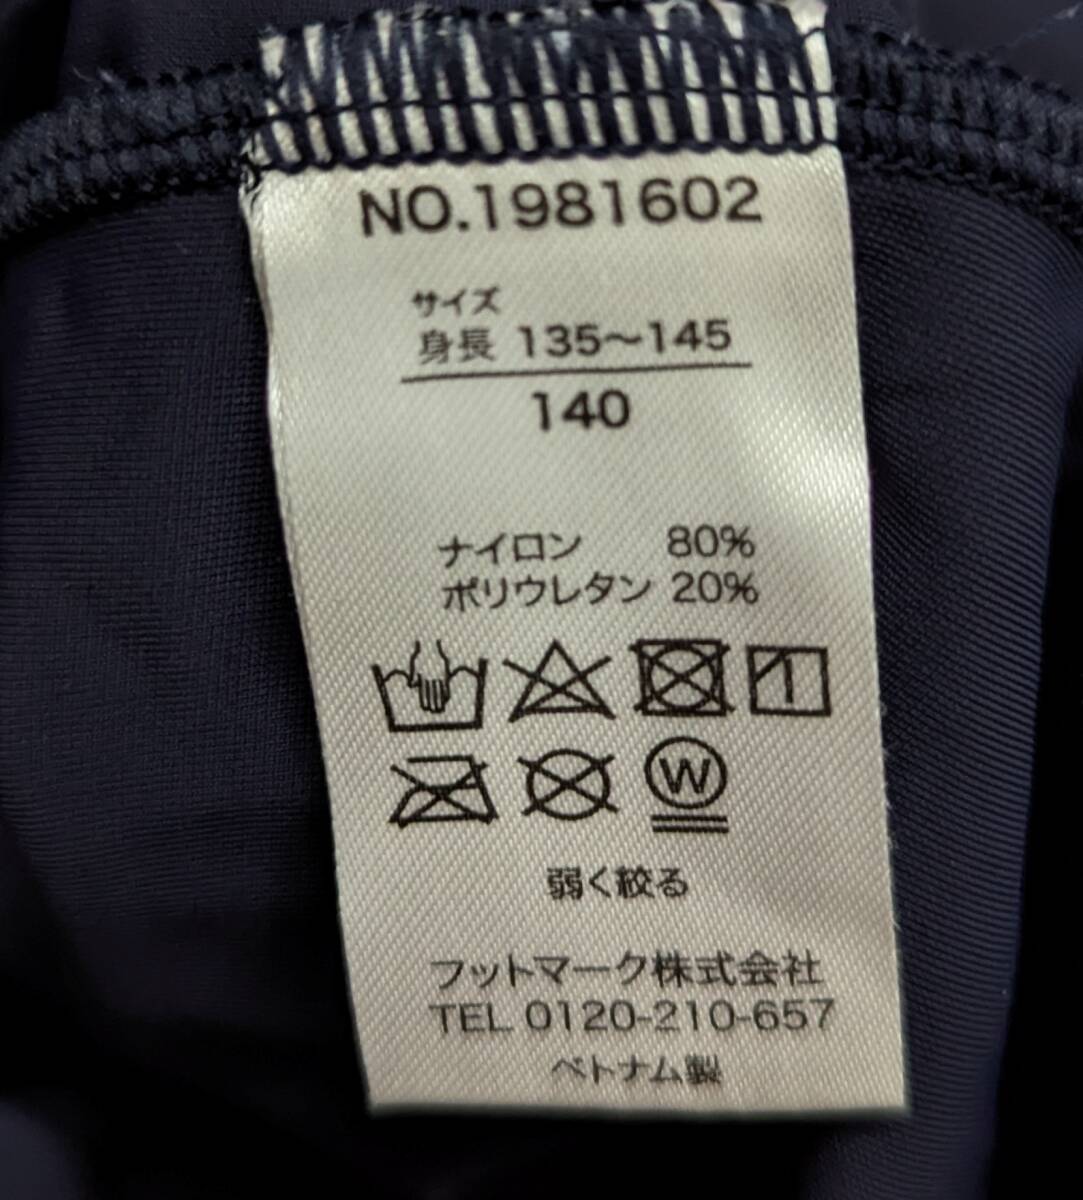 NO.1981602
サイズ
身長 135～145
140
ナイロン 80%
ポリウレタン 20%
W
弱く絞る
フットマーク株式会社
TEL 0120-210-657
ベトナム製